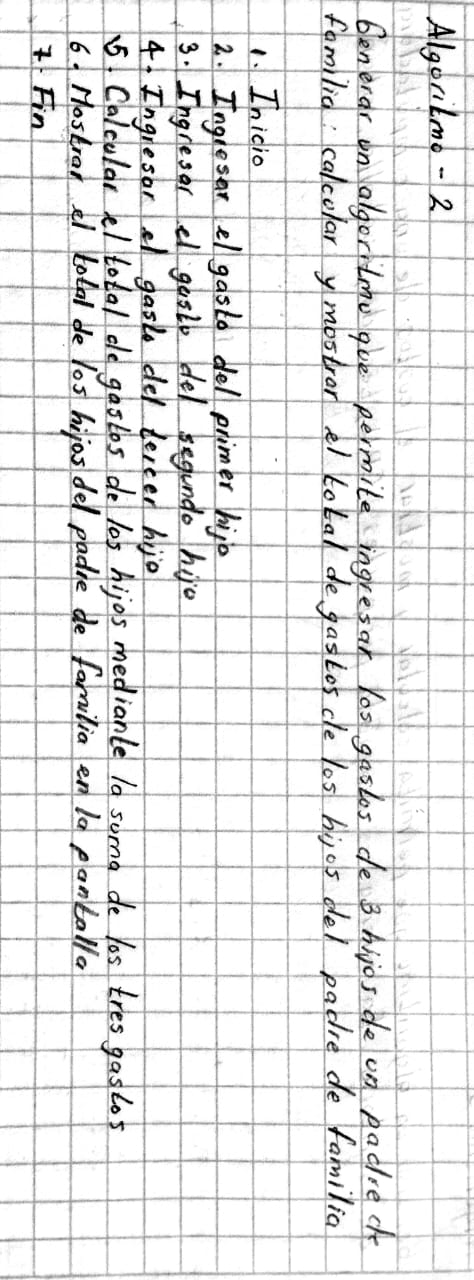 Algoritmo - 2
Generar un algoritmo que permite ingresar los gastos de 3 hijos de un padre de
familia: calcular y mostrar el total de gastos de los hijos del padre de familia
1. Inicio
2. Ingresar el gasto del primer hijo
3. Ingresar el gasto del segundo hijo
4. Ingresar el gasto del tercer hijo
5. Calcular el total de gastos de los hijos mediante la suma de los tres gastos
6. Mostrar el total de los hijos del padre de familia en la pantalla
7. Fin